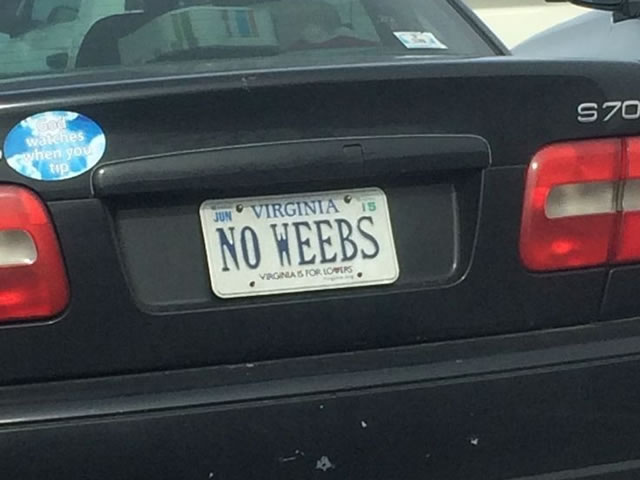 S70
god
watches
when you
tip
JUN VIRGINIA 15
NO WEEBS
VIRGINIA IS FOR LOVERS